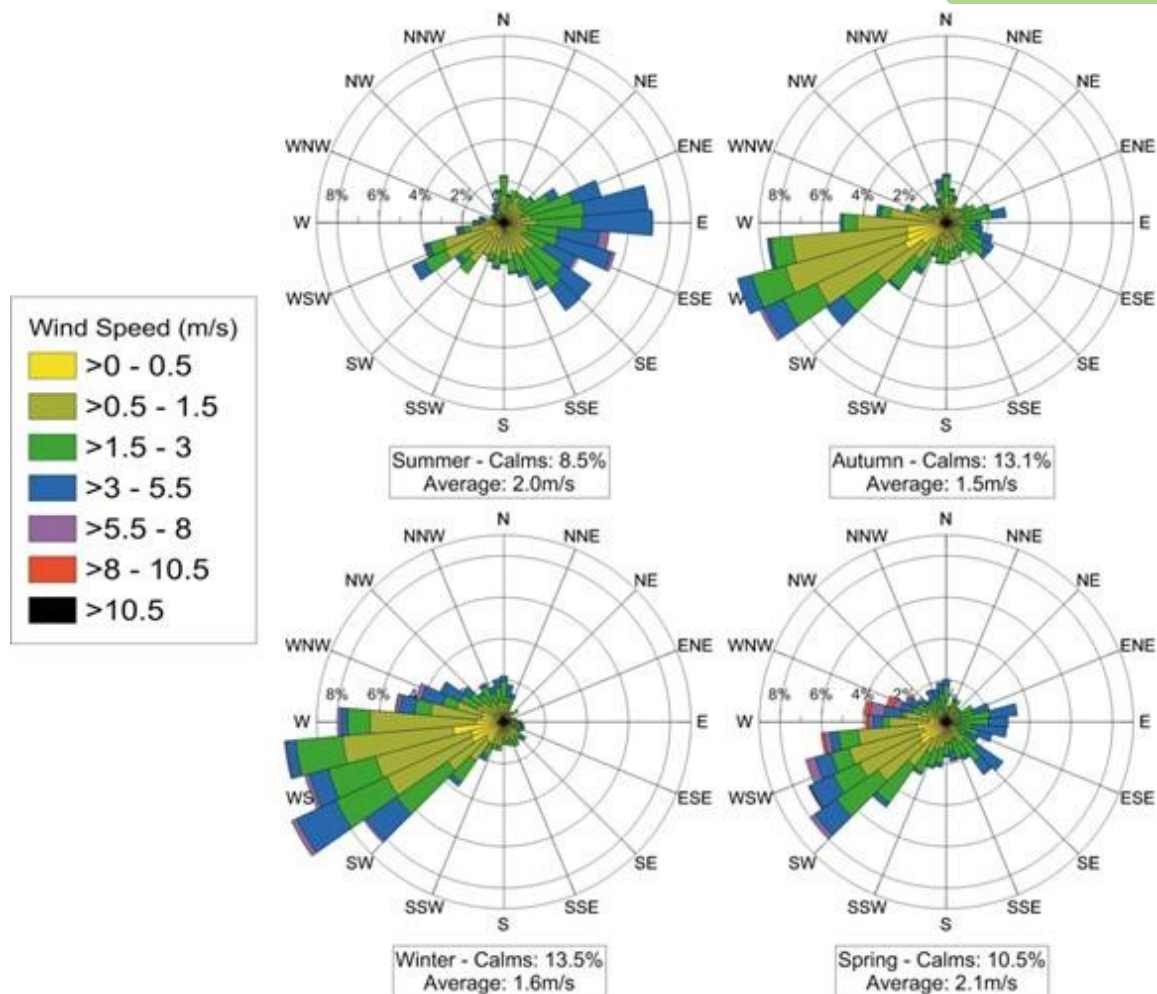 Wind Speed (m/s)
>0 - 0.5
>0.5 - 1.5
>1.5 - 3
>3 - 5.5
>5.5 - 8
>8 - 10.5
>10.5
N
NNW NNE
NW NE
WNW ENE
8% 6% 4% 2%
W E
WSW ESE
SW SE
SSW SSE
S
Summer - Calms: 8.5%
Average: 2.0m/s
N
NNW NNE
NW NE
WNW ENE
8% 6% 4% 2%
W E
W ESE
SW SE
SSW SSE
S
Autumn - Calms: 13.1%
Average: 1.5m/s
N
NNW NNE
NW NE
WNW ENE
8% 6%
W E
WS ESE
SW SE
SSW SSE
S
Winter - Calms: 13.5%
Average: 1.6m/s
N
NNW NNE
NW NE
WNW ENE
8% 6% 4% 2%
W E
WSW ESE
SW SE
SSW SSE
S
Spring - Calms: 10.5%
Average: 2.1m/s